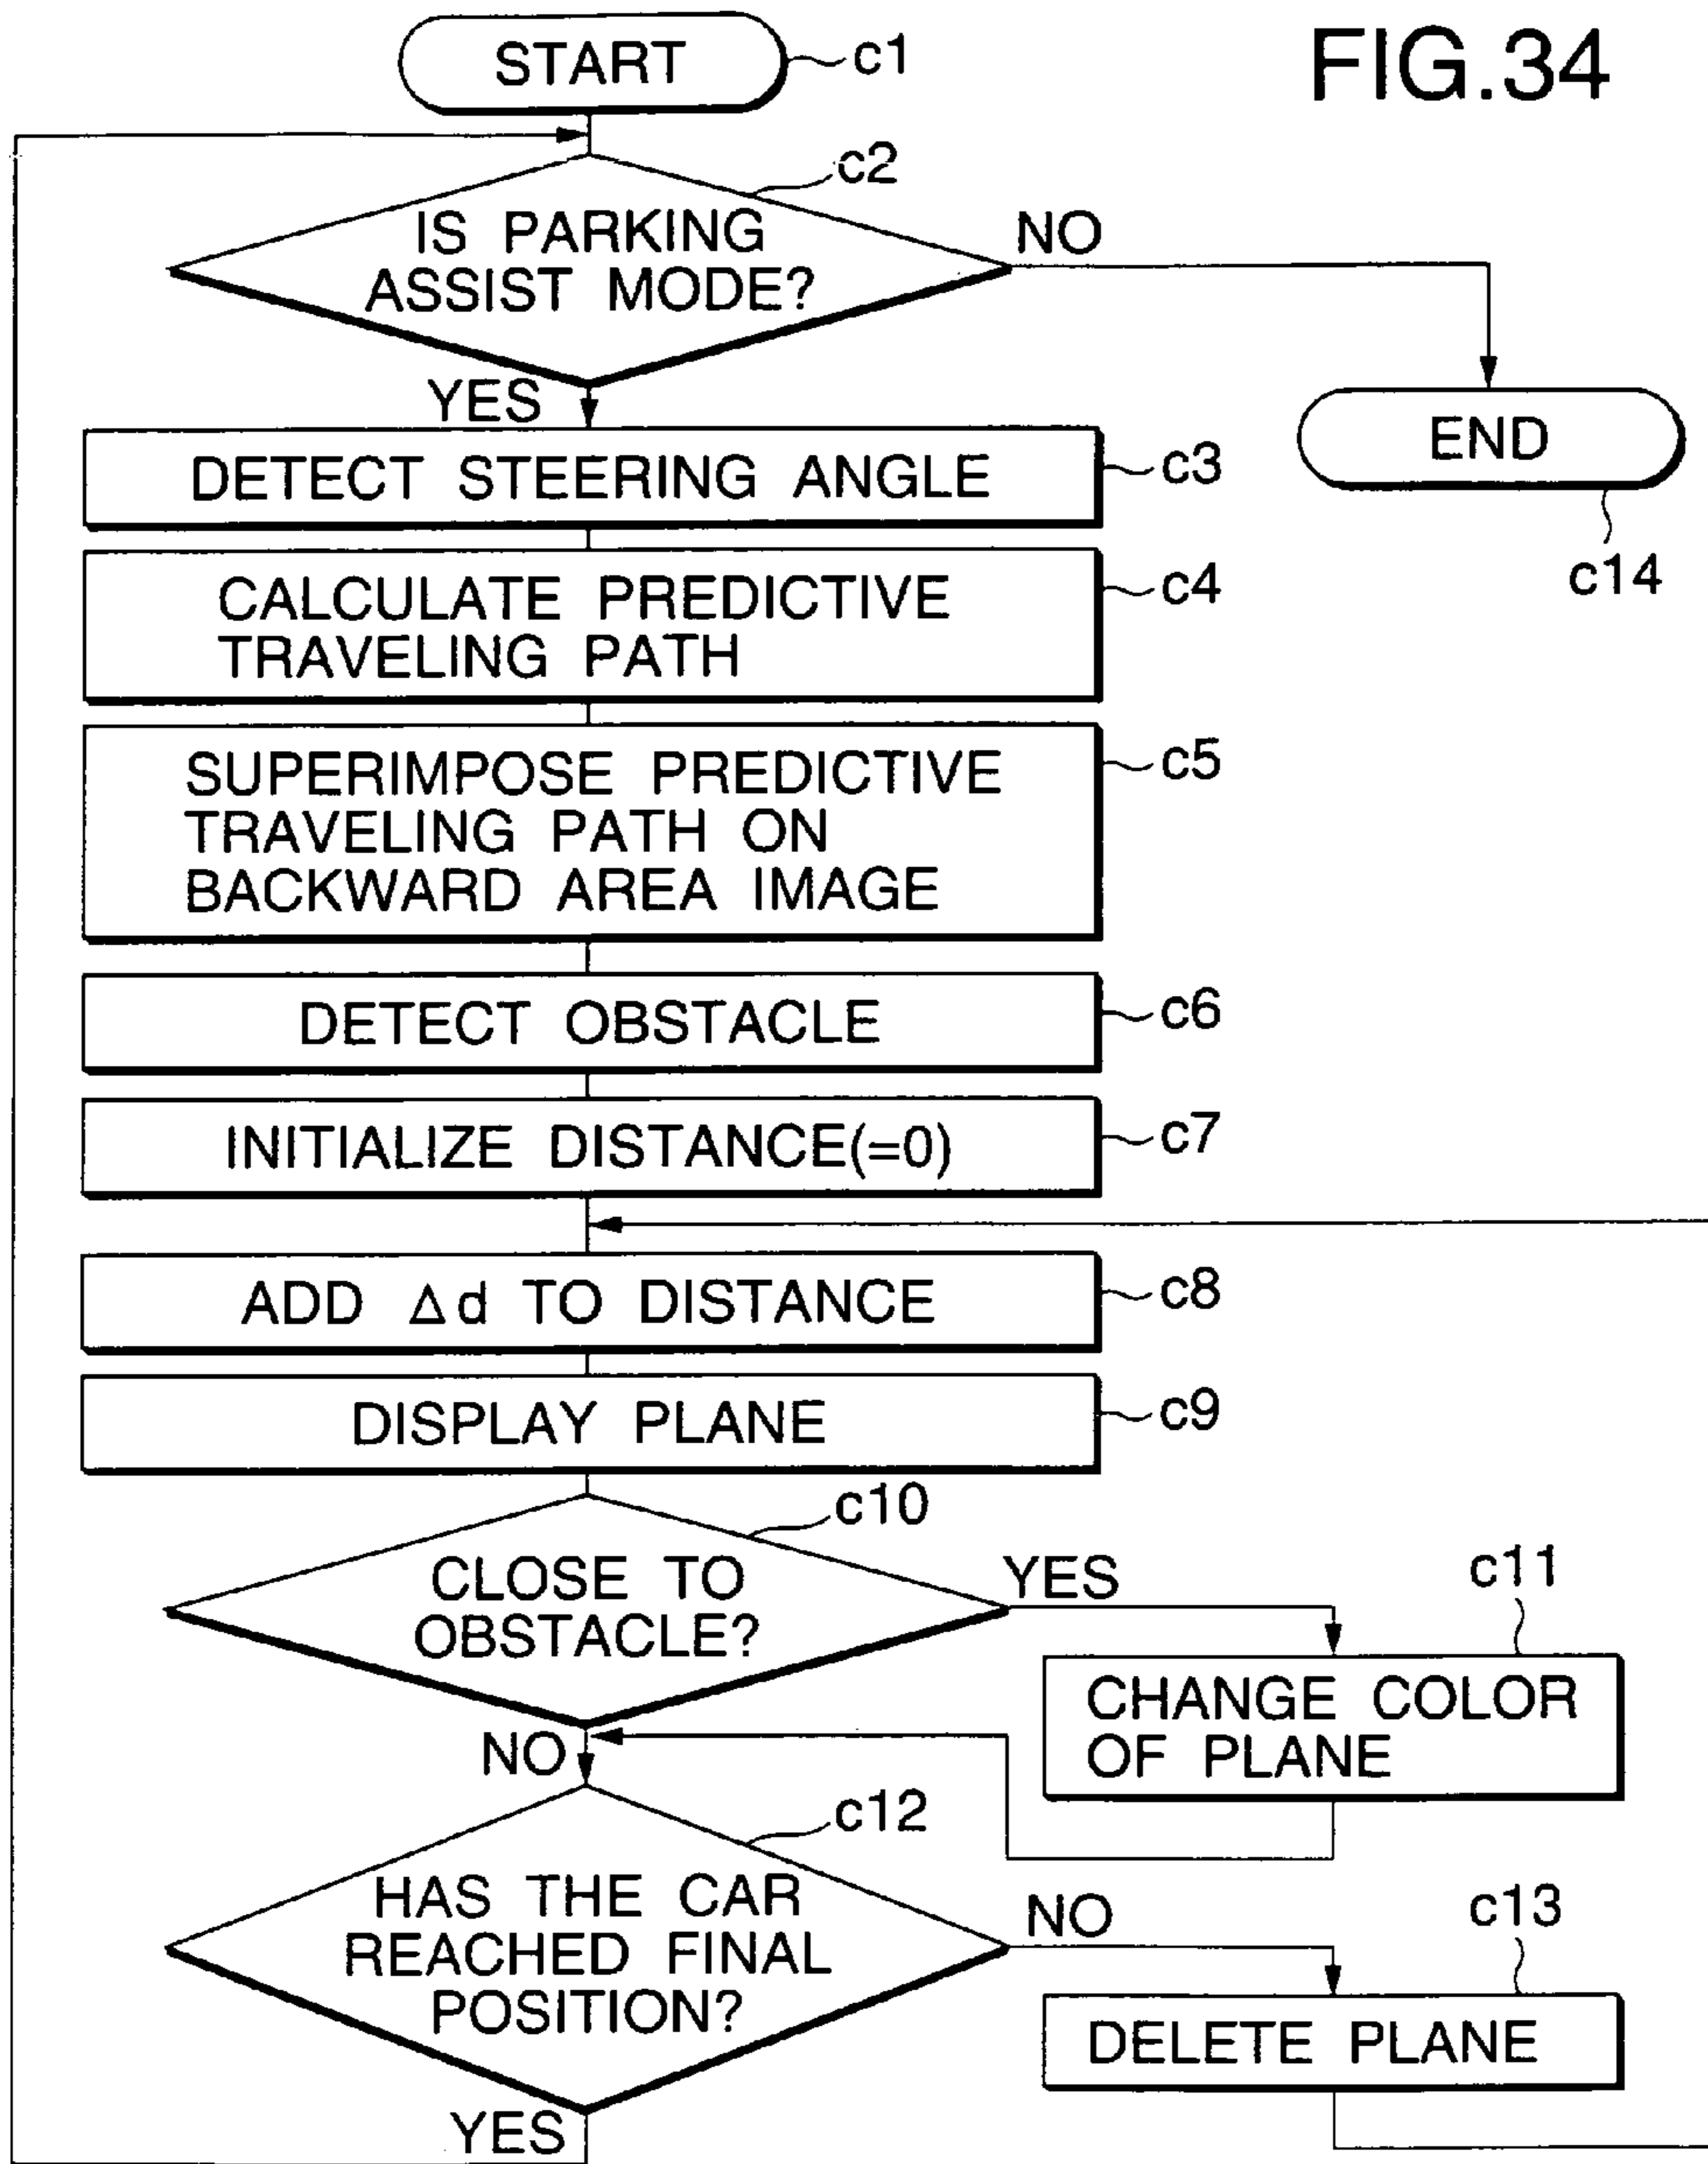 FIG.34
START
c1
c2
IS PARKING
ASSIST MODE?
NO
YES
END
c14
DETECT STEERING ANGLE
c3
CALCULATE PREDICTIVE
TRAVELING PATH
c4
SUPERIMPOSE PREDICTIVE
TRAVELING PATH ON
BACKWARD AREA IMAGE
c5
DETECT OBSTACLE
c6
INITIALIZE DISTANCE(=0)
c7
ADD Δd TO DISTANCE
c8
DISPLAY PLANE
c9
c10
CLOSE TO
OBSTACLE?
YES
c11
CHANGE COLOR
OF PLANE
NO
c12
HAS THE CAR
REACHED FINAL
POSITION?
NO
c13
DELETE PLANE
YES